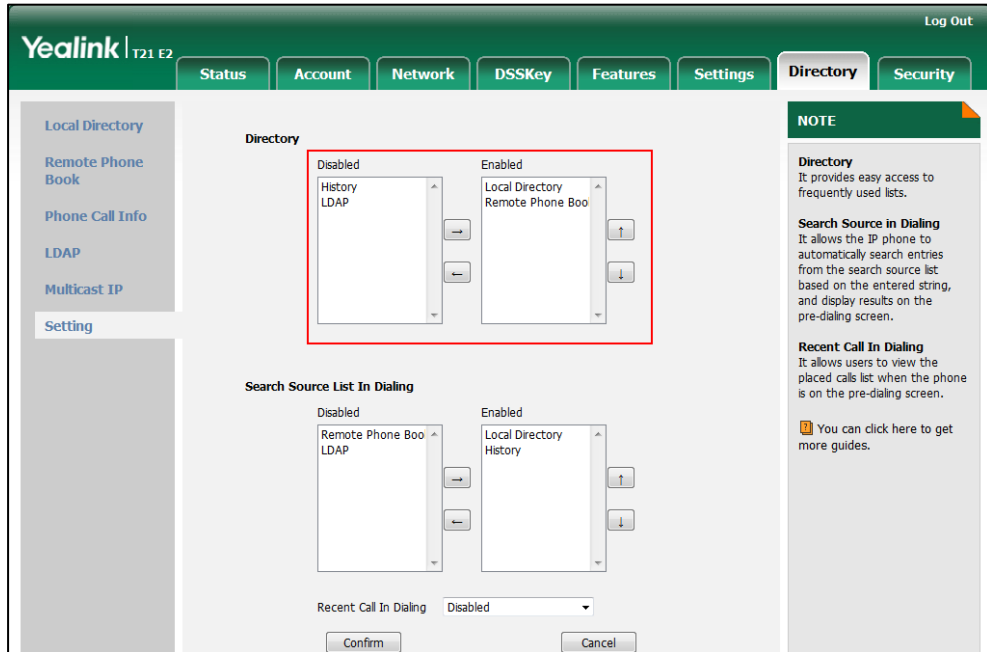 Log Out
Yealink T21 E2
Status Account Network DSSKey Features Settings Directory Security
Local Directory
Remote Phone
Book
Phone Call Info
LDAP
Multicast IP
Setting
Directory
Disabled Enabled
History
LDAP
→
←
Local Directory
Remote Phone Boo
↑
↓
Search Source List In Dialing
Disabled Enabled
Remote Phone Boo
LDAP
→
←
Local Directory
History
↑
↓
Recent Call In Dialing Disabled
Confirm Cancel
NOTE
Directory
It provides easy access to
frequently used lists.
Search Source in Dialing
It allows the IP phone to
automatically search entries
from the search source list
based on the entered string,
and display results on the
pre-dialing screen.
Recent Call In Dialing
It allows users to view the
placed calls list when the phone
is on the pre-dialing screen.
? You can click here to get
more guides.